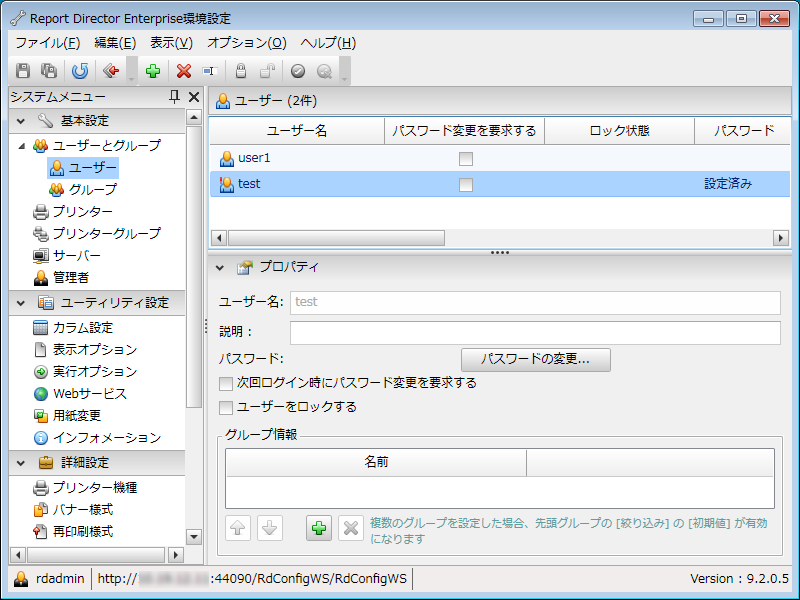 Report Director Enterprise環境設定
ファイル(F) 編集(E) 表示(V) オプション(O) ヘルプ(H)
システムメニュー
基本設定
ユーザーとグループ
ユーザー
グループ
プリンター
プリンターグループ
サーバー
管理者
ユーティリティ設定
カラム設定
表示オプション
実行オプション
Webサービス
用紙変更
インフォメーション
詳細設定
プリンター機種
バナー様式
再印刷様式
ユーザー (2件)
ユーザー名 パスワード変更を要求する ロック状態 パスワード
user1
test 設定済み
プロパティ
ユーザー名: test
説明：
パスワード: パスワードの変更...
次回ログイン時にパスワード変更を要求する
ユーザーをロックする
グループ情報
名前
複数のグループを設定した場合、先頭グループの [絞り込み] の [初期値] が有効
になります
rdadmin http:// :44090/RdConfigWS/RdConfigWS Version : 9.2.0.5